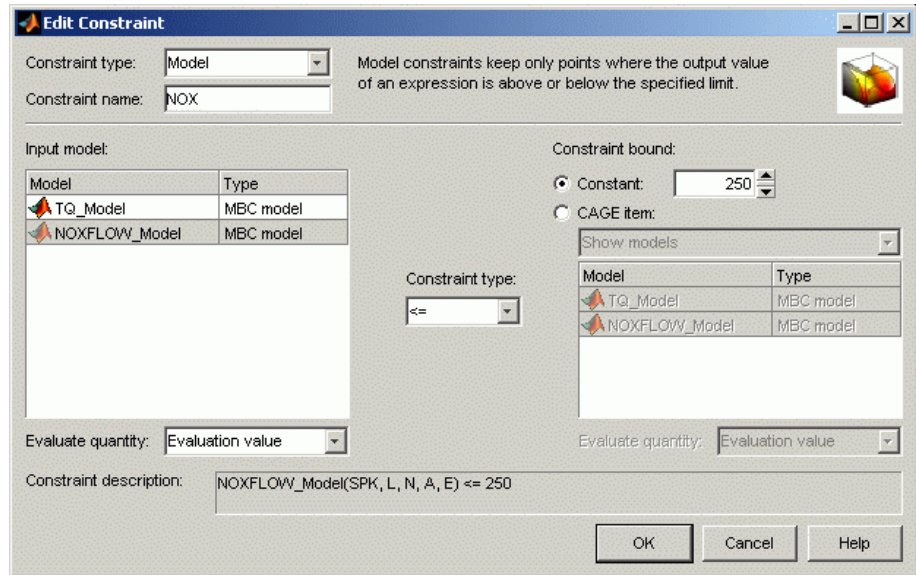 Edit Constraint
Constraint type: Model
Model constraints keep only points where the output value
of an expression is above or below the specified limit.
Constraint name: NOX
Input model:
Model Type
TQ_Model MBC model
NOXFLOW_Model MBC model
Evaluate quantity: Evaluation value
Constraint type:
<=
Constraint bound:
Constant: 250
CAGE item:
Show models
Model Type
TQ_Model MBC model
NOXFLOW_Model MBC model
Evaluate quantity: Evaluation value
Constraint description: NOXFLOW_Model(SPK, L, N, A, E) <= 250
OK Cancel Help